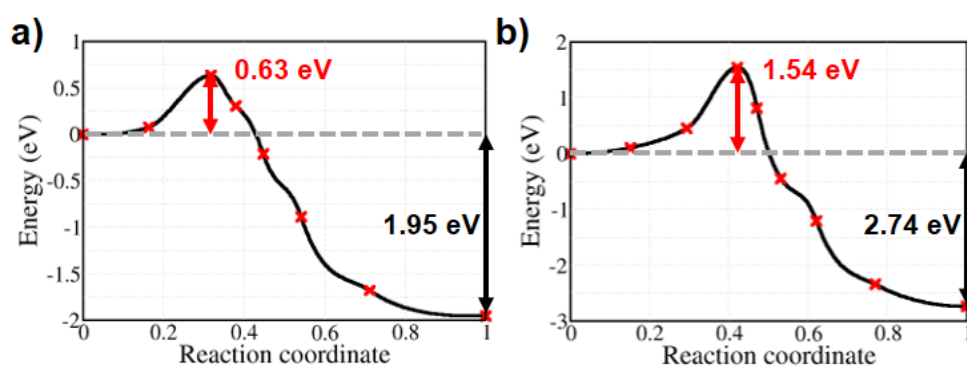 a)
1
0.5
0
-0.5
-1
-1.5
-2
Energy (eV)
0.63 eV
1.95 eV
0 0.2 0.4 0.6 0.8 1
Reaction coordinate
b)
2
1
0
-1
-2
-3
Energy (eV)
1.54 eV
2.74 eV
0 0.2 0.4 0.6 0.8 1
Reaction coordinate